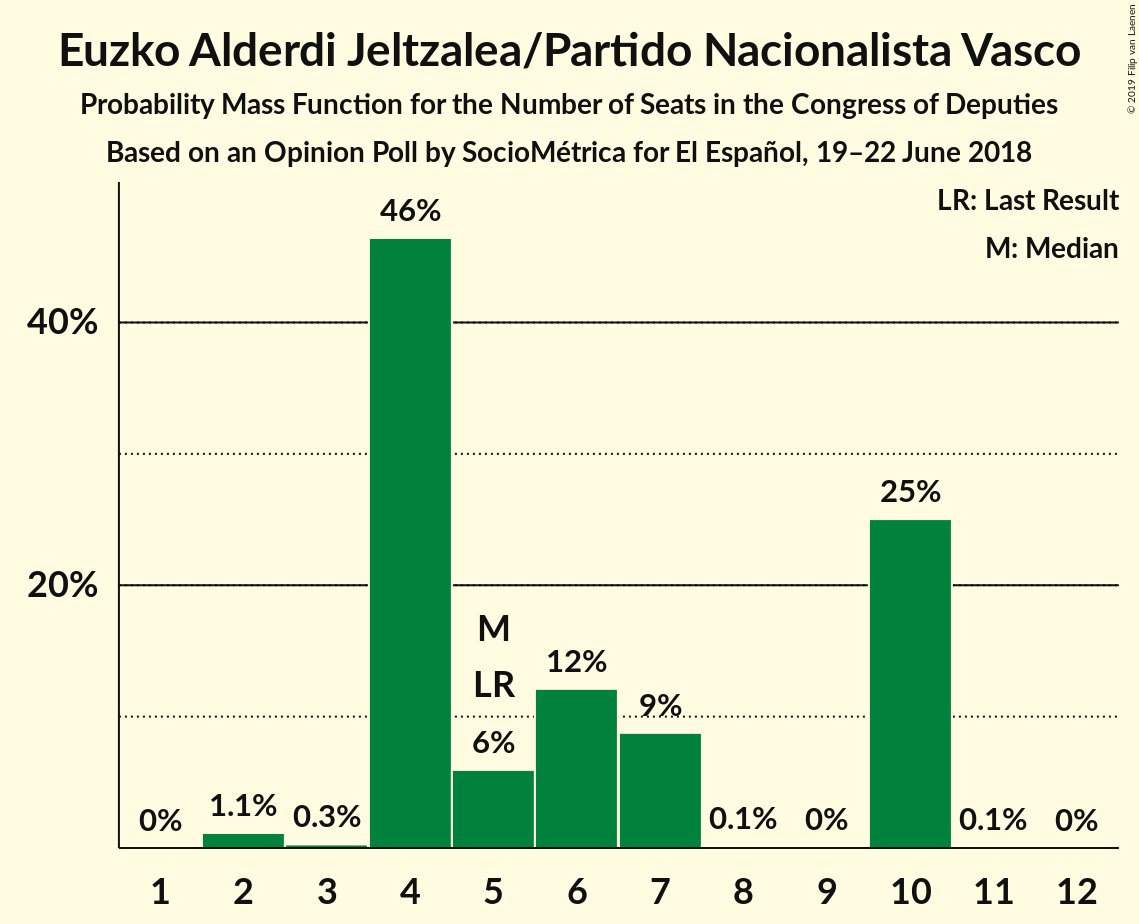 Euzko Alderdi Jeltzalea/Partido Nacionalista Vasco
Probability Mass Function for the Number of Seats in the Congress of Deputies
Based on an Opinion Poll by SocioMétrica for El Español, 19–22 June 2018
© 2019 Filip van Laenen
LR: Last Result
M: Median
46%
40%
25%
20%
M
LR
12%
9%
6%
0%
1.1%
0.3%
0.1%
0%
0.1%
0%
1 2 3 4 5 6 7 8 9 10 11 12